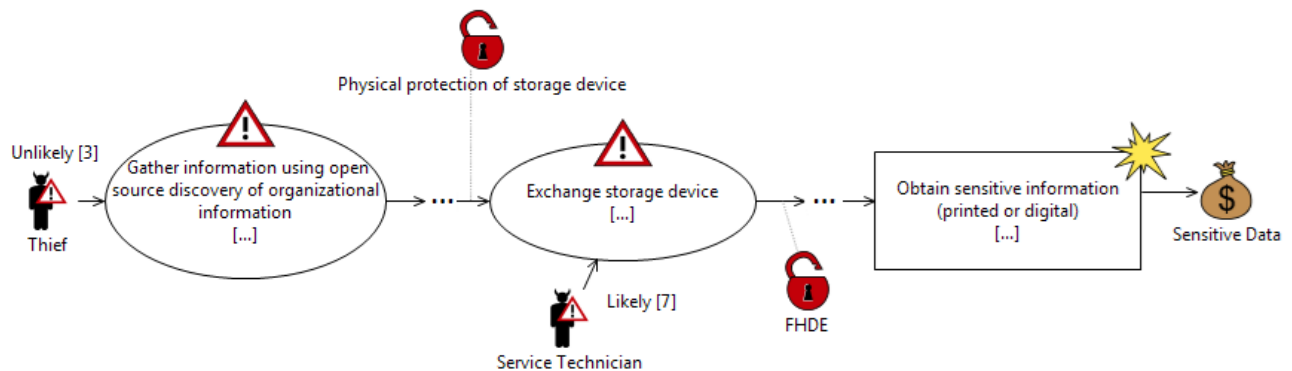 Physical protection of storage device
Unlikely [3]
Thief
Gather information using open
source discovery of organizational
information
[...]
...
Exchange storage device
[...]
Likely [7]
Service Technician
...
FHDE
Obtain sensitive information
(printed or digital)
[...]
$
Sensitive Data